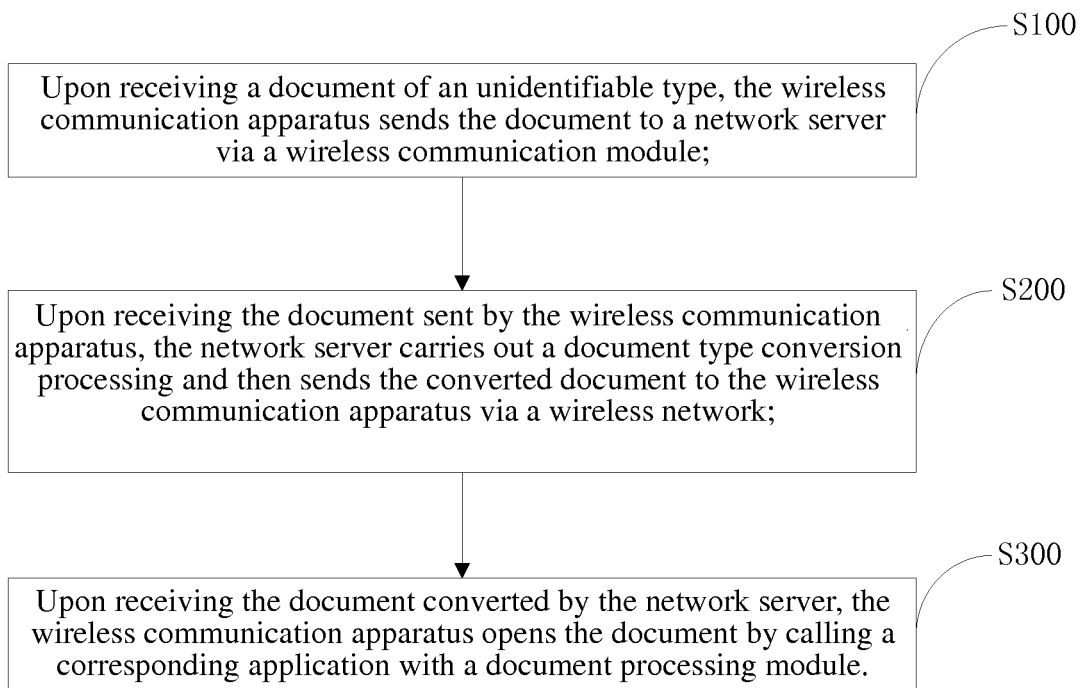 S100
Upon receiving a document of an unidentifiable type, the wireless
communication apparatus sends the document to a network server
via a wireless communication module;
S200
Upon receiving the document sent by the wireless communication
apparatus, the network server carries out a document type conversion
processing and then sends the converted document to the wireless
communication apparatus via a wireless network;
S300
Upon receiving the document converted by the network server, the
wireless communication apparatus opens the document by calling a
corresponding application with a document processing module.